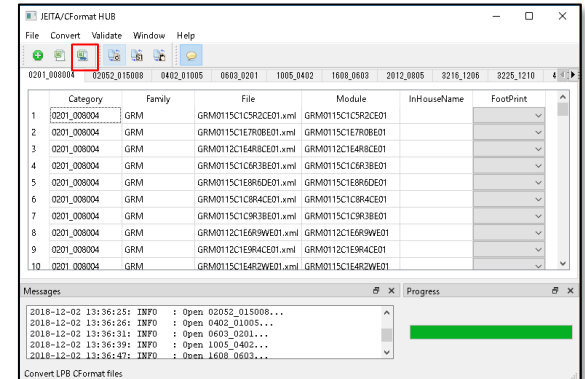 JEITA/CFormat HUB
File Convert Validate Window Help
0201_008004 02052_015008 0402_01005 0603_0201 1005_0402 1608_0603 2012_0805 3216_1206 3225_1210 4
Category Family File Module InHouseName FootPrint
1 0201_008004 GRM GRM0115C1C5R2CE01.xml GRM0115C1C5R2CE01
2 0201_008004 GRM GRM0115C1E7R0BE01.xml GRM0115C1E7R0BE01
3 0201_008004 GRM GRM0112C1E4R8CE01.xml GRM0112C1E4R8CE01
4 0201_008004 GRM GRM0115C1C6R3BE01.xml GRM0115C1C6R3BE01
5 0201_008004 GRM GRM0115C1E8R6DE01.xml GRM0115C1E8R6DE01
6 0201_008004 GRM GRM0115C1C8R4CE01.xml GRM0115C1C8R4CE01
7 0201_008004 GRM GRM0115C1C9R3BE01.xml GRM0115C1C9R3BE01
8 0201_008004 GRM GRM0112C1E6R9WE01.xml GRM0112C1E6R9WE01
9 0201_008004 GRM GRM0112C1E9R4CE01.xml GRM0112C1E9R4CE01
10 0201_008004 GRM GRM0115C1E4R2WE01.xml GRM0115C1E4R2WE01
Messages Progress
2018-12-02 13:36:25: INFO : Open 02052_015008...
2018-12-02 13:36:26: INFO : Open 0402_01005...
2018-12-02 13:36:31: INFO : Open 0603_0201...
2018-12-02 13:36:39: INFO : Open 1005_0402...
2018-12-02 13:36:47: INFO : Open 1608_0603...
Convert LPB CFormat files